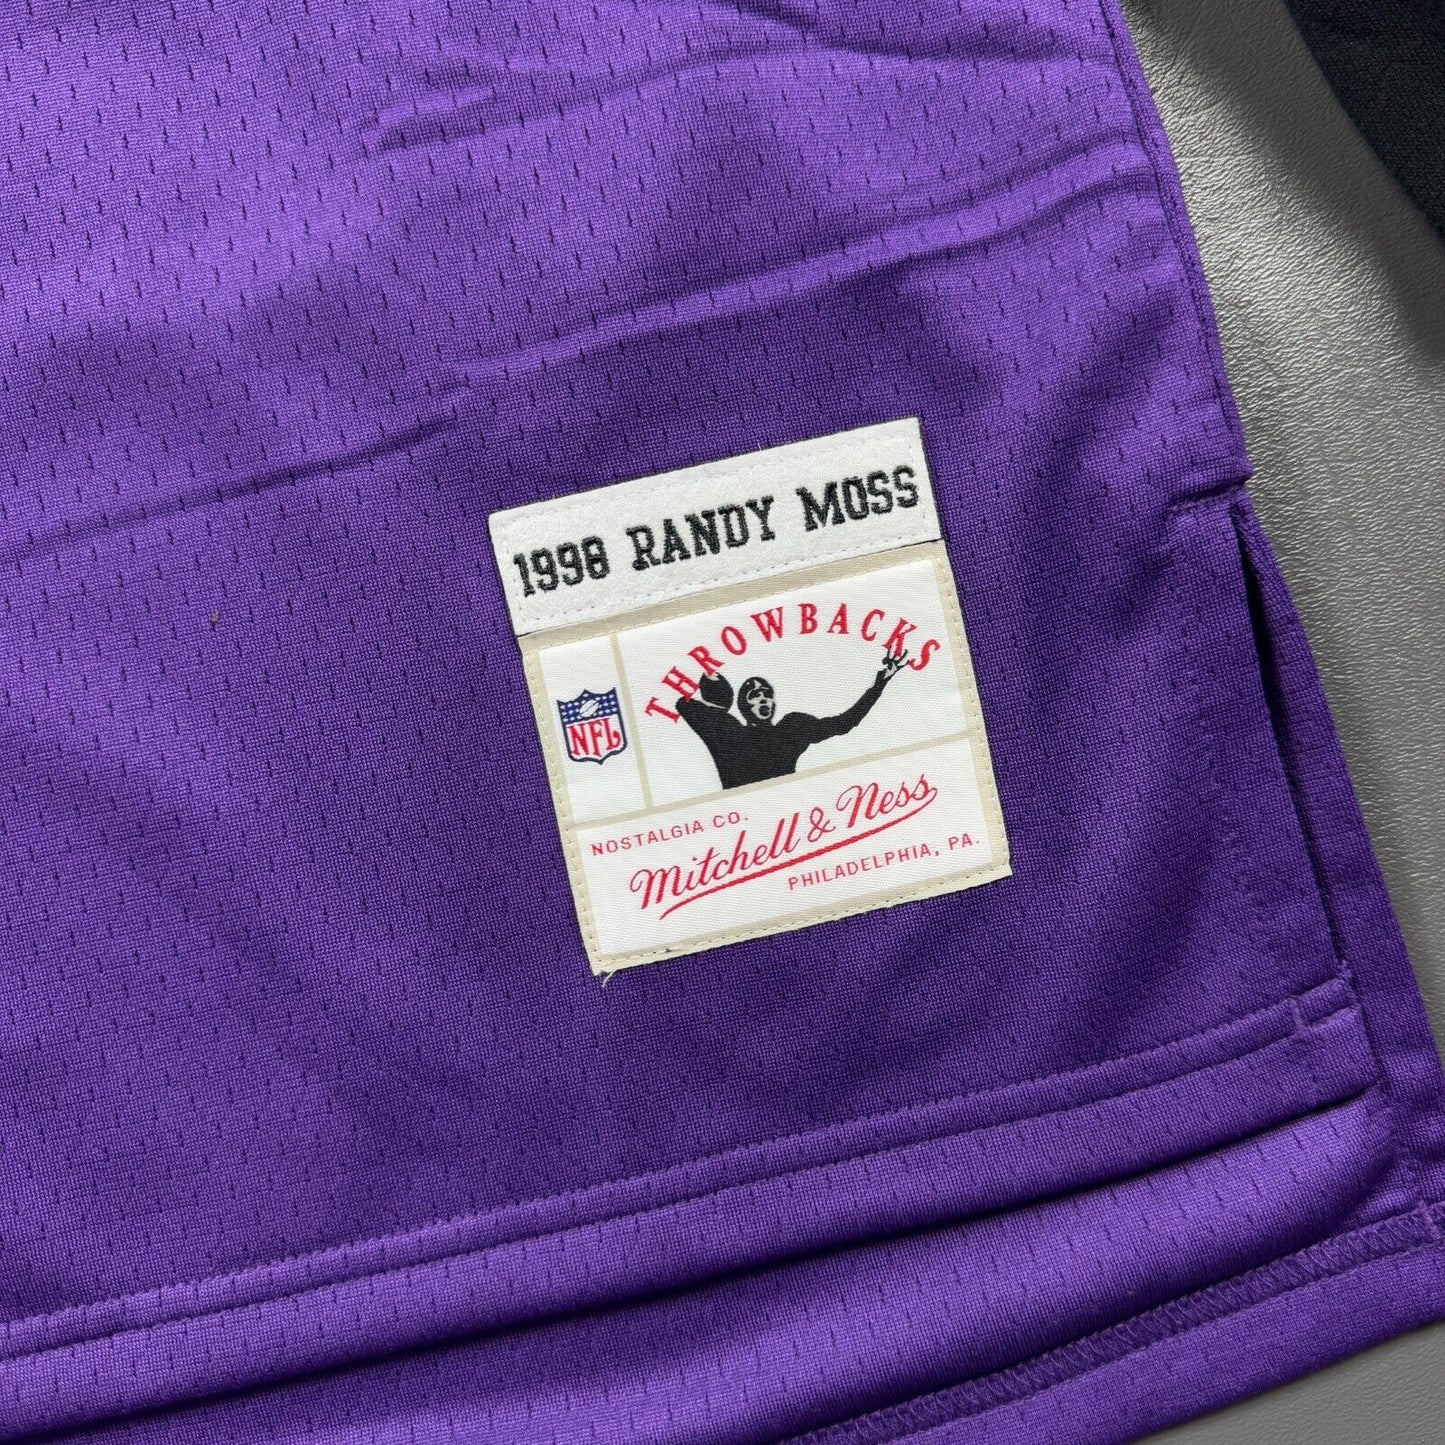 1998 RANDY MOSS
THROWBACKS
NFL
NOSTALGIA CO.
Mitchell & Ness
PHILADELPHIA, PA.